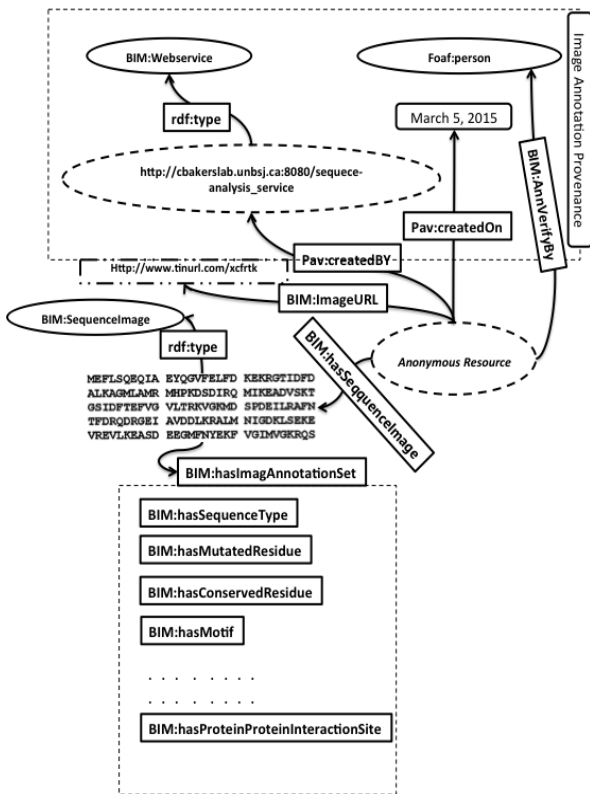 BIM:Webservice
Foaf:person
Image Annotation Provenance
rdf:type
March 5, 2015
http://cbakerslab.unbsj.ca:8080/sequece-
analysis_service
BIM:AnnVerifyBy
Pav:createdOn
Pav:createdBY
Http://www.tinurl.com/xcfrtk
BIM:ImageURL
BIM:SequenceImage
rdf:type
Anonymous Resource
BIM:hasSeqquenceImage
MEFLSQEQIA EYQGVFELFD KEKRGTIDFD
ALKAGMLAMR MHPKDSDIRQ MIKEADVSKT
GSIDFTEFVG VLTRKVGKMD SPDEILRAFN
TFDRQDRGEI AVDDLKRALM NIGDKLSEKE
VREVLKEASD EEGMFNYEKF VGIMVGKRQS
BIM:hasImagAnnotationSet
BIM:hasSequenceType
BIM:hasMutatedResidue
BIM:hasConservedResidue
BIM:hasMotif
. . . . . . . .
. . . . . . . .
BIM:hasProteinProteinInteractionSite